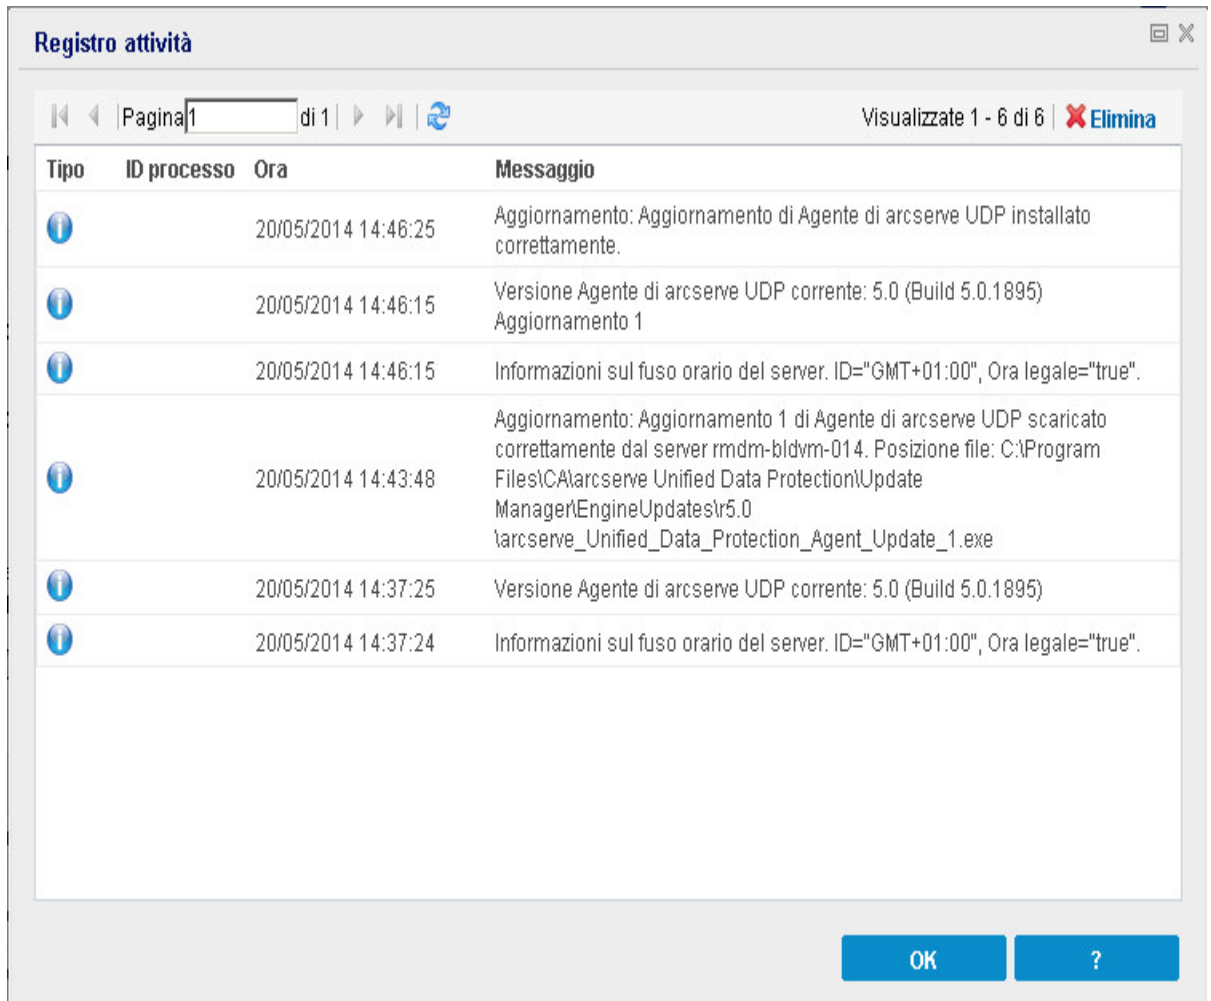 Registro attività
Pagina 1 di 1
Visualizzate 1 - 6 di 6 Elimina
Tipo ID processo Ora Messaggio
20/05/2014 14:46:25 Aggiornamento: Aggiornamento di Agente di arcserve UDP installato
correttamente.
20/05/2014 14:46:15 Versione Agente di arcserve UDP corrente: 5.0 (Build 5.0.1895)
Aggiornamento 1
20/05/2014 14:46:15 Informazioni sul fuso orario del server. ID="GMT+01:00", Ora legale="true".
20/05/2014 14:43:48 Aggiornamento: Aggiornamento 1 di Agente di arcserve UDP scaricato
correttamente dal server rmdm-bldvm-014. Posizione file: C:\Program
Files\CA\arcserve Unified Data Protection\Update
Manager\EngineUpdates\r5.0
\arcserve_Unified_Data_Protection_Agent_Update_1.exe
20/05/2014 14:37:25 Versione Agente di arcserve UDP corrente: 5.0 (Build 5.0.1895)
20/05/2014 14:37:24 Informazioni sul fuso orario del server. ID="GMT+01:00", Ora legale="true".
OK ?